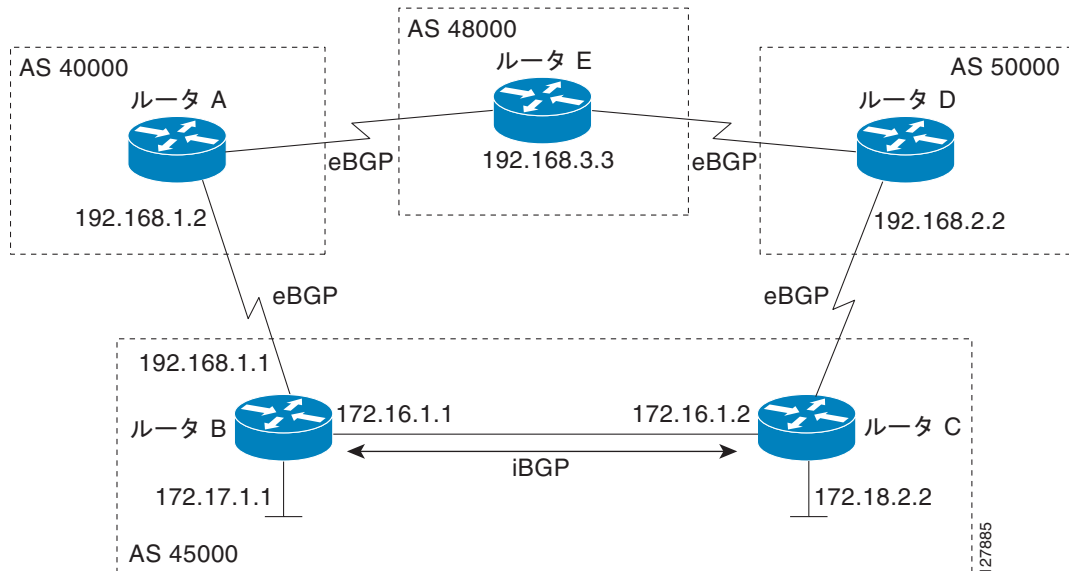 AS 48000
AS 40000
ルータ E
AS 50000
ルータ A
ルータ D
eBGP
192.168.3.3
eBGP
192.168.1.2
192.168.2.2
eBGP
eBGP
192.168.1.1
172.16.1.1
172.16.1.2
ルータ B
ルータ C
iBGP
172.17.1.1
172.18.2.2
AS 45000
127885